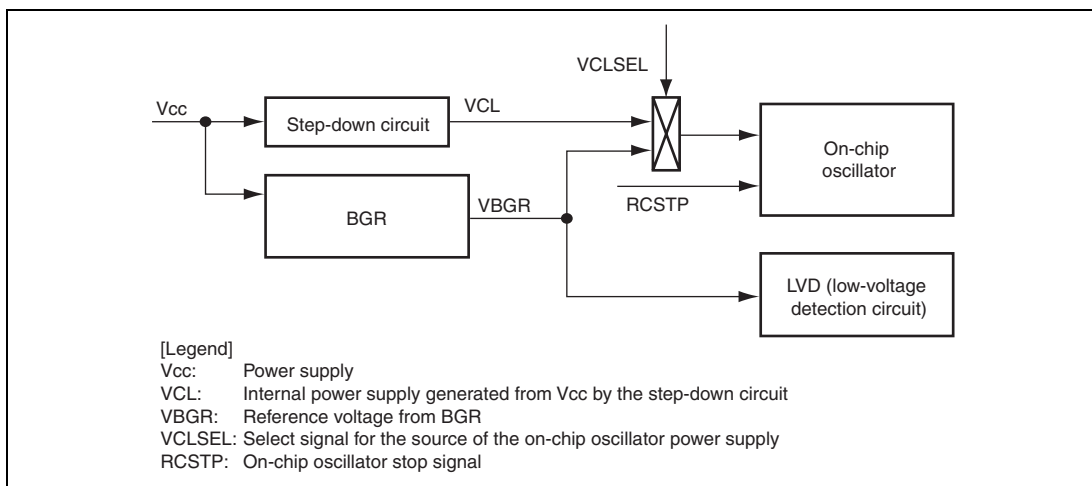 VCLSEL
Vcc
VCL
Step-down circuit
On-chip
oscillator
RCSTP
BGR
VBGR
LVD (low-voltage
detection circuit)
[Legend]
Vcc: Power supply
VCL: Internal power supply generated from Vcc by the step-down circuit
VBGR: Reference voltage from BGR
VCLSEL: Select signal for the source of the on-chip oscillator power supply
RCSTP: On-chip oscillator stop signal